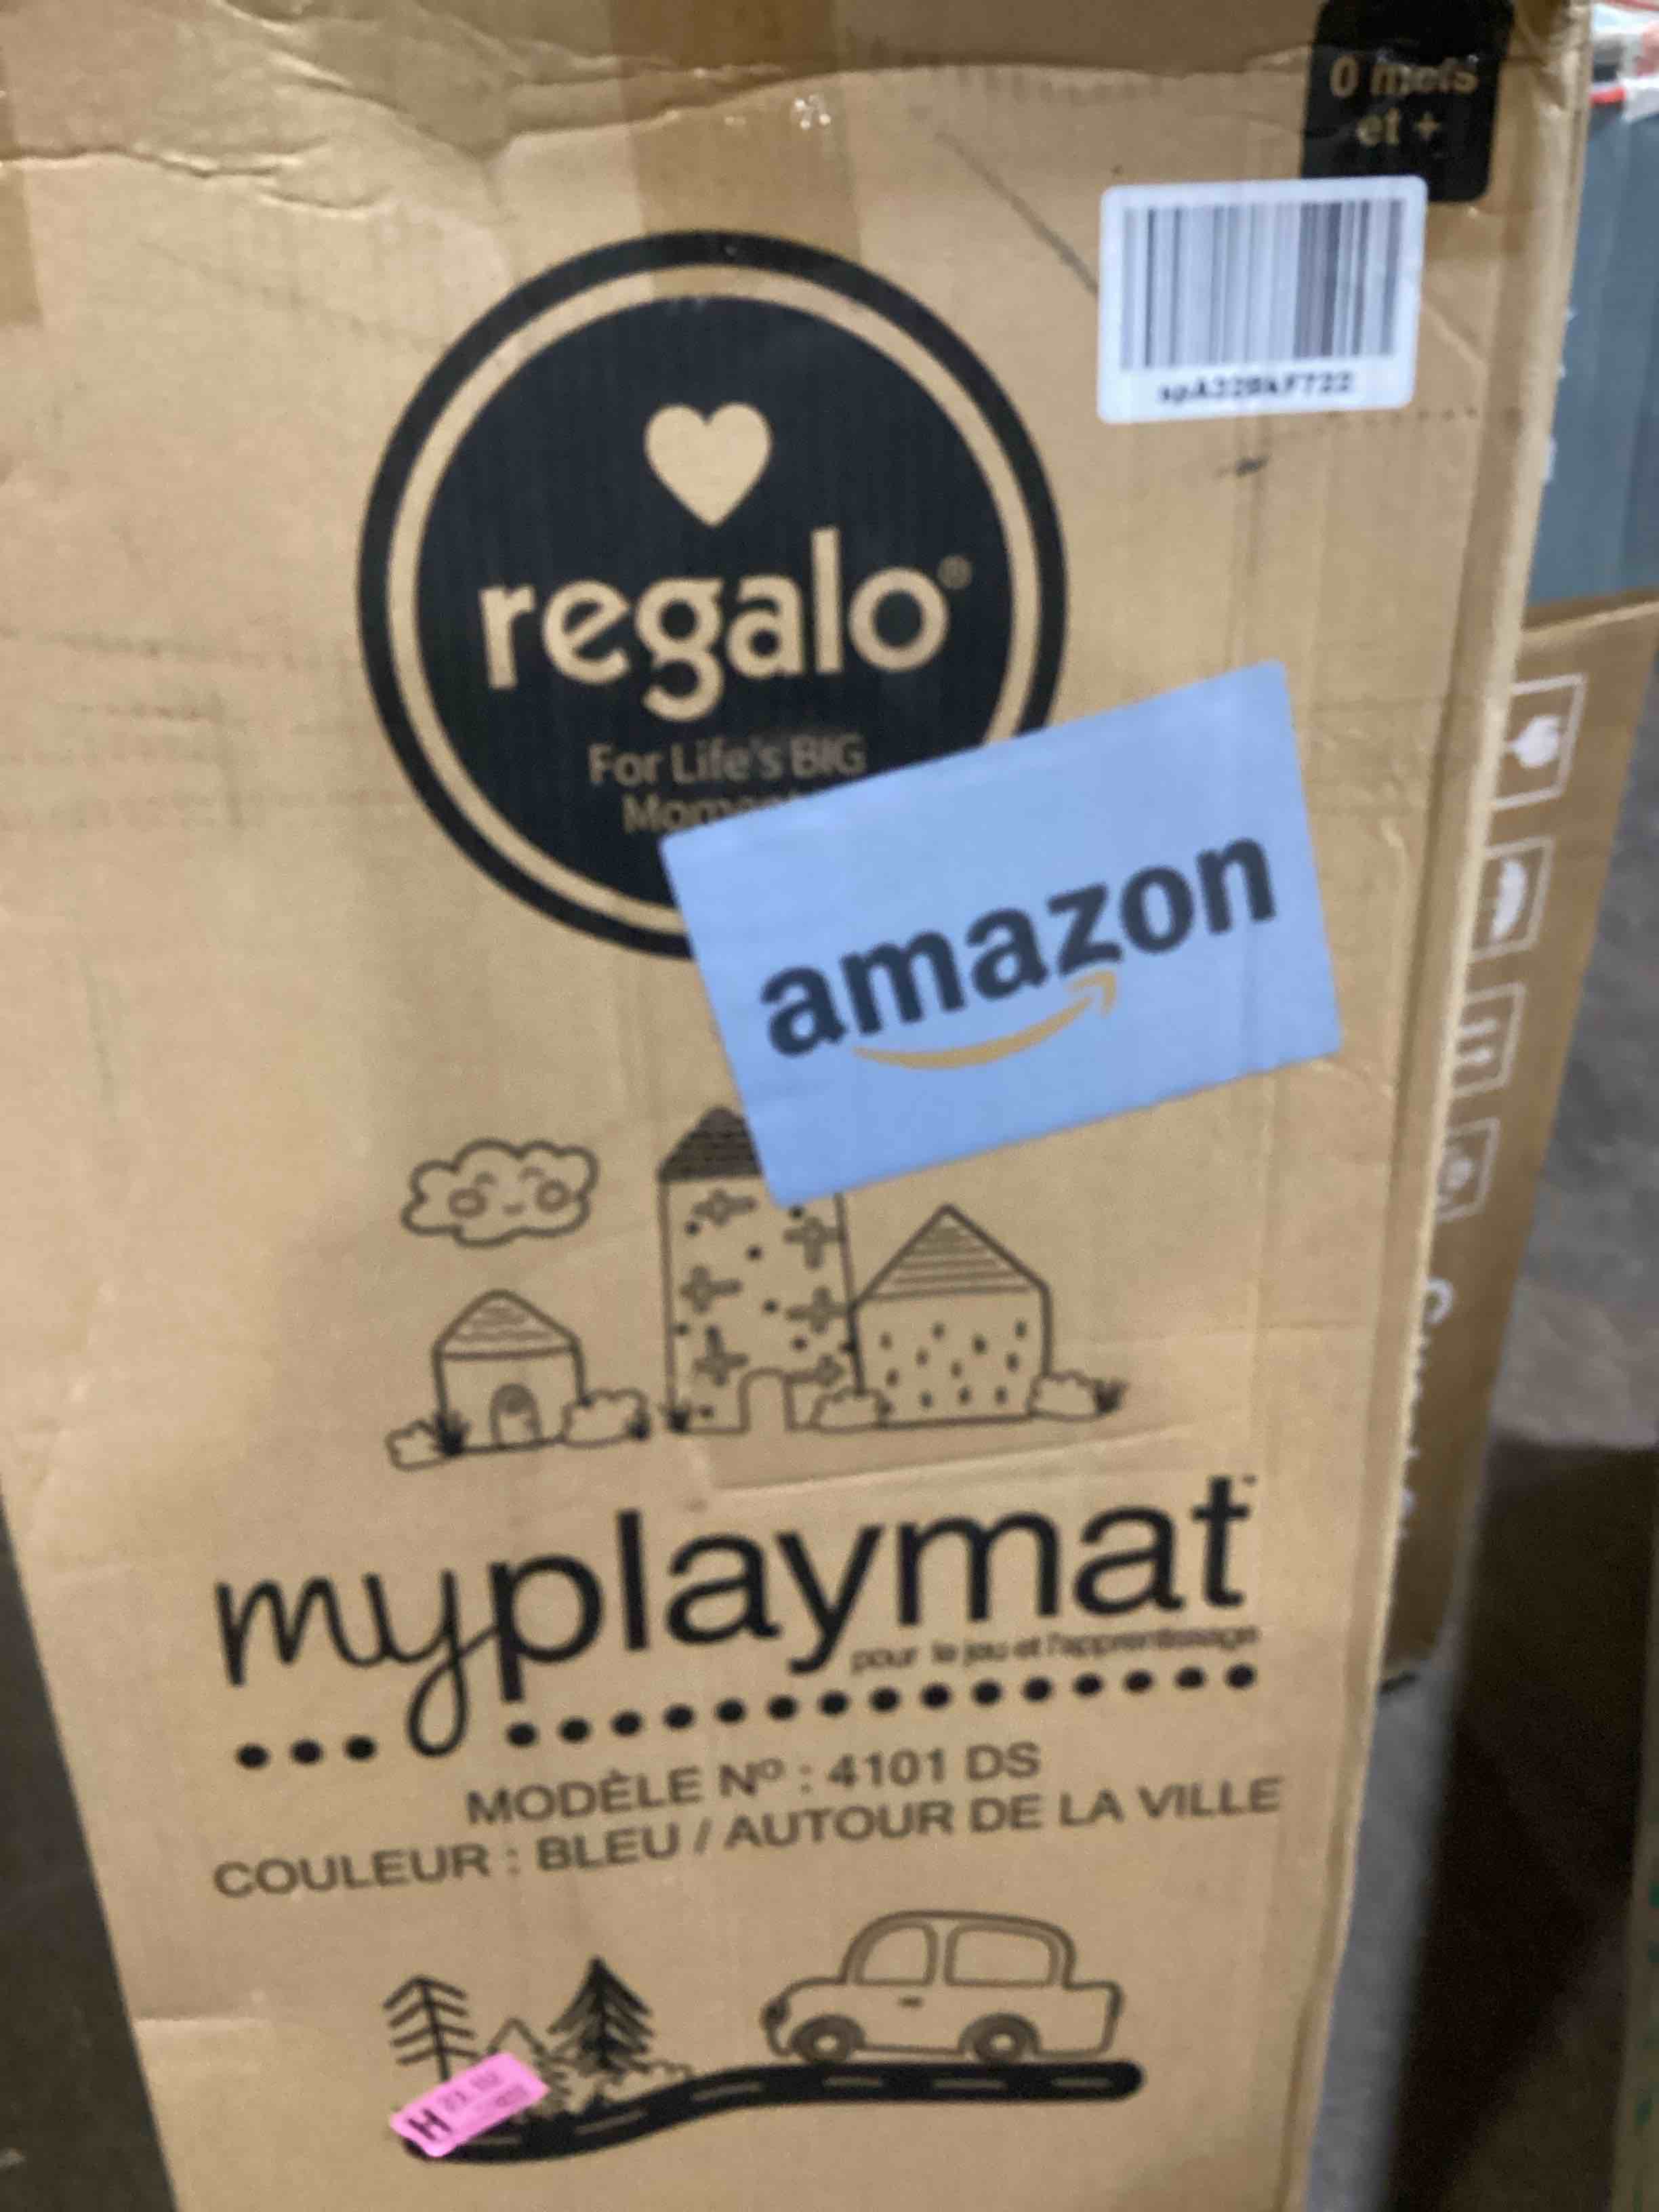 0 mois
et +
regalo®
For Life's BIG
amazon
myplaymat
pour le jeu et l'apprentissage
MODÈLE Nº : 4101 DS
COULEUR : BLEU / AUTOUR DE LA VILLE
H